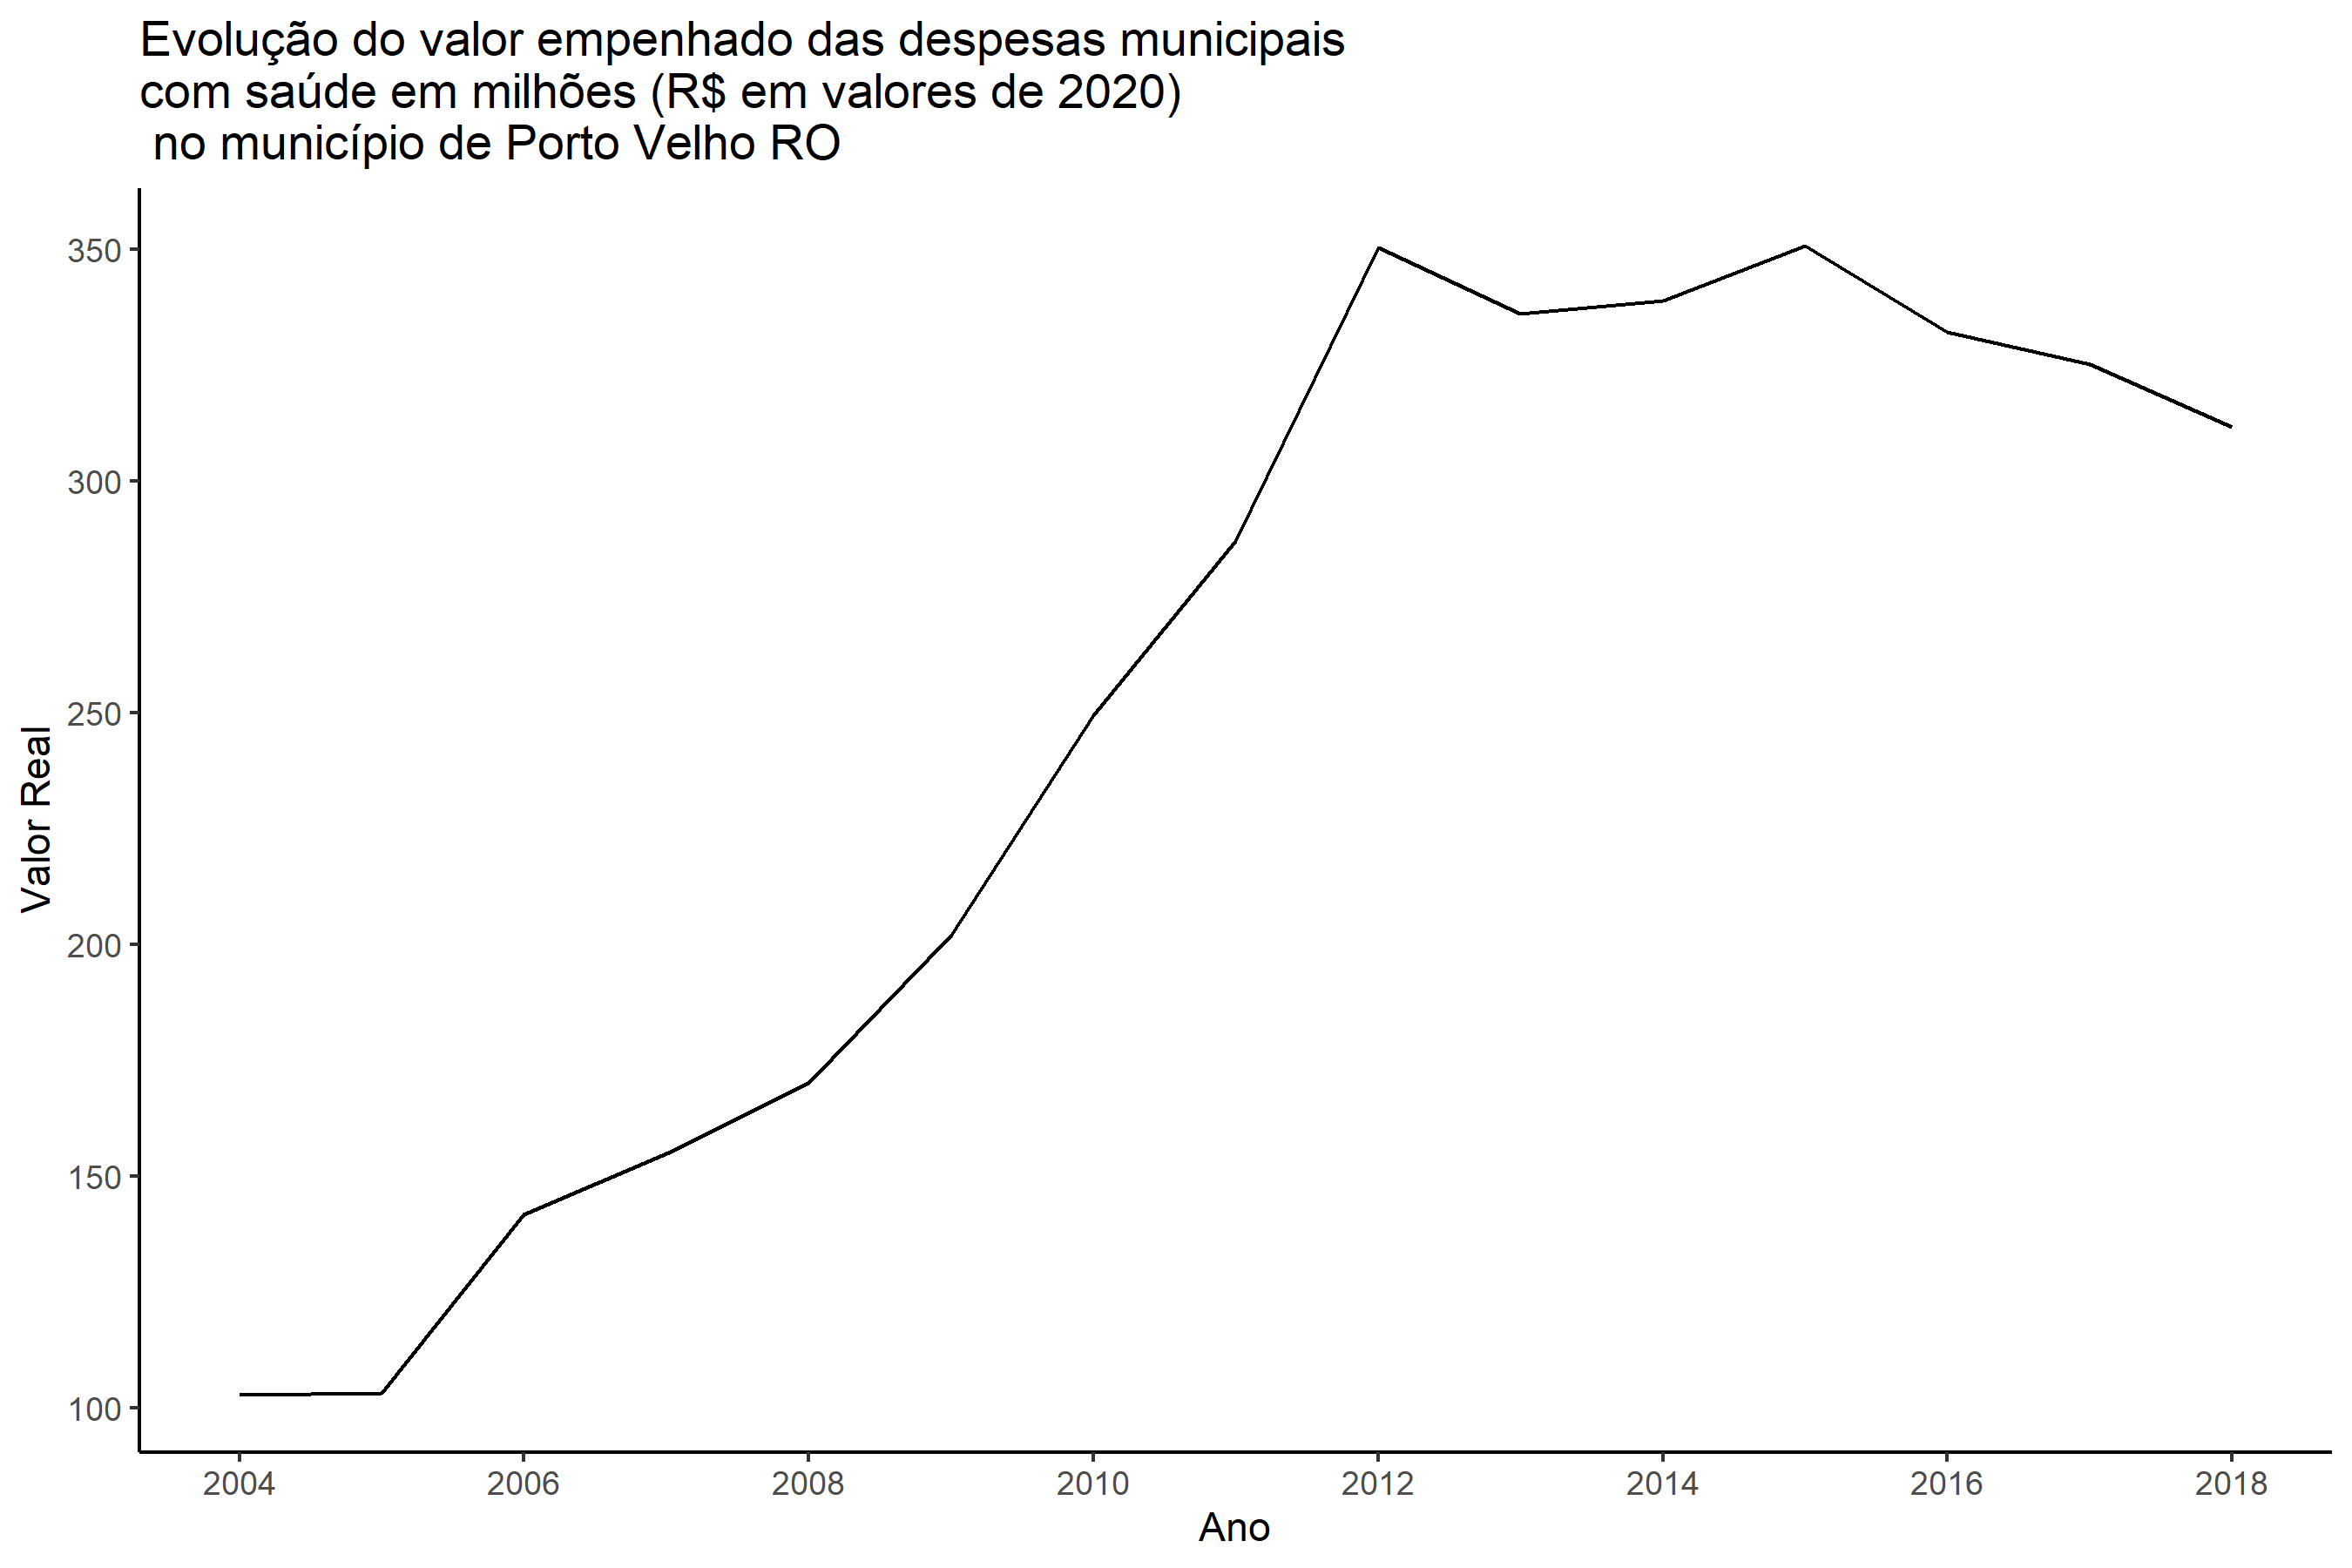 Evolução do valor empenhado das despesas municipais
com saúde em milhões (R$ em valores de 2020)
no município de Porto Velho RO
350
300
250
200
150
100
Valor Real
2004 2006 2008 2010 2012 2014 2016 2018
Ano